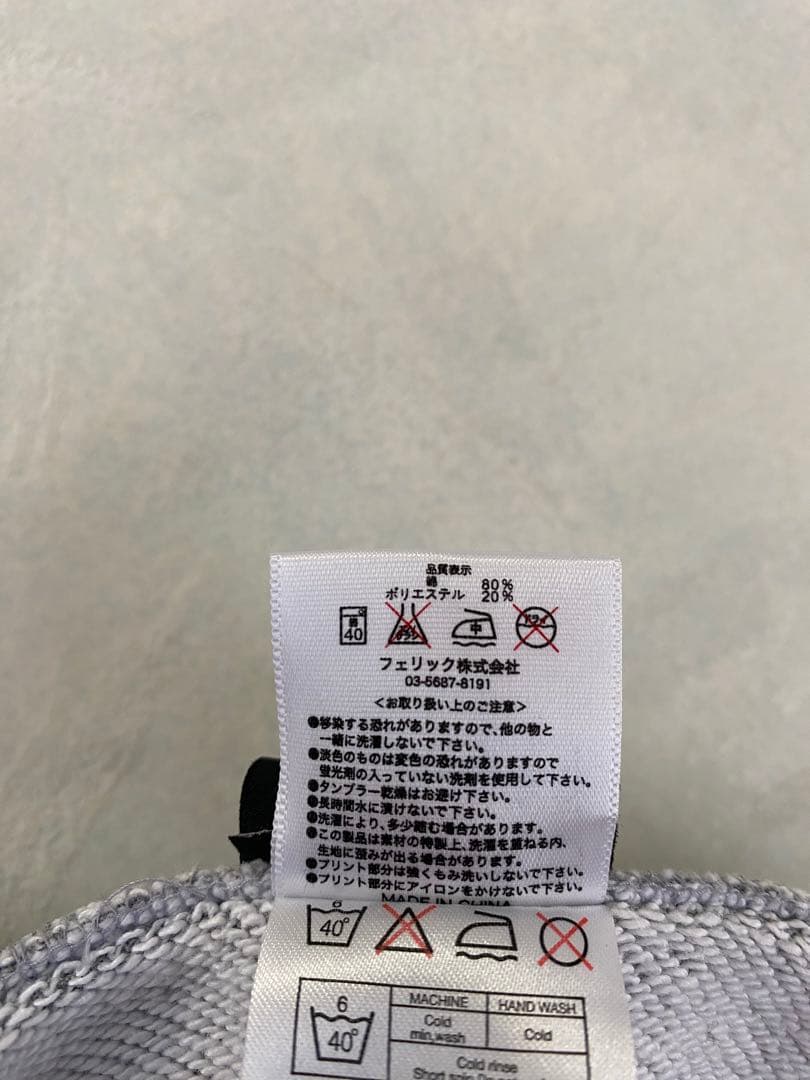 品質表示
綿 80%
ポリエステル 20%
40
中
フェリック株式会社
03-5687-8191
<お取り扱い上のご注意>
●移染する恐れがありますので、他の物と
一緒に洗濯しないで下さい。
●淡色のものは変色の恐れがありますので
蛍光剤の入っていない洗剤を使用して下さい。
●タンブラー乾燥はお避け下さい。
●長時間水に漬けないで下さい。
●洗濯により、多少縮む場合があります。
●この製品は素材の特製上、洗濯を重ねる内、
生地に歪みが出る場合があります。
●プリント部分は強くもみ洗いしないで下さい。
●プリント部分にアイロンをかけないで下さい。
MADE IN CHINA
40°
6
40°
MACHINE HAND WASH
Cold
min,wash
Cold
Cold rinse
Short spin